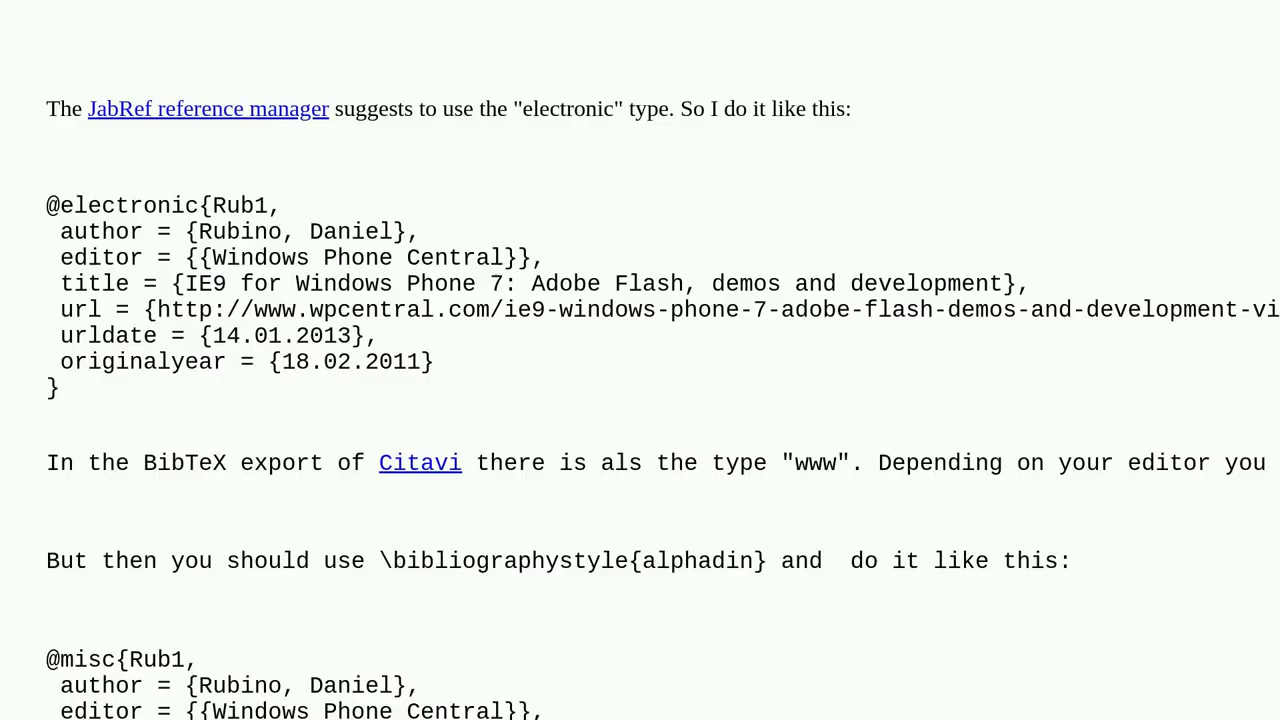 The JabRef reference manager suggests to use the "electronic" type. So I do it like this:
@electronic{Rub1,
 author = {Rubino, Daniel},
 editor = {{Windows Phone Central}},
 title = {IE9 for Windows Phone 7: Adobe Flash, demos and development},
 url = {http://www.wpcentral.com/ie9-windows-phone-7-adobe-flash-demos-and-development-vi
 urldate = {14.01.2013},
 originalyear = {18.02.2011}
}
In the BibTeX export of Citavi there is als the type "www". Depending on your editor you
But then you should use \bibliographystyle{alphadin} and  do it like this:
@misc{Rub1,
 author = {Rubino, Daniel},
 editor = {{Windows Phone Central}},